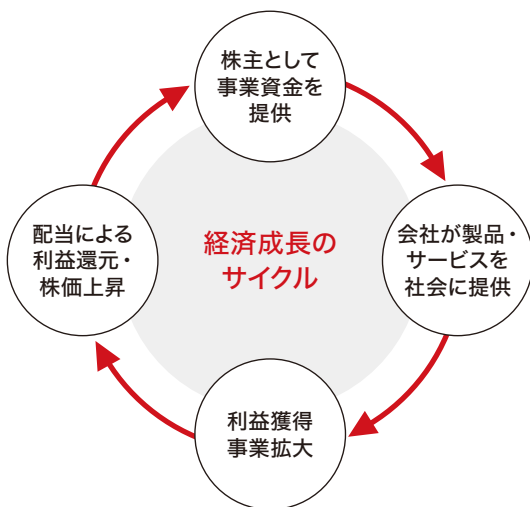 株主として
事業資金を
提供
会社が製品・
サービスを
社会に提供
利益獲得
事業拡大
配当による
利益還元・
株価上昇
経済成長の
サイクル